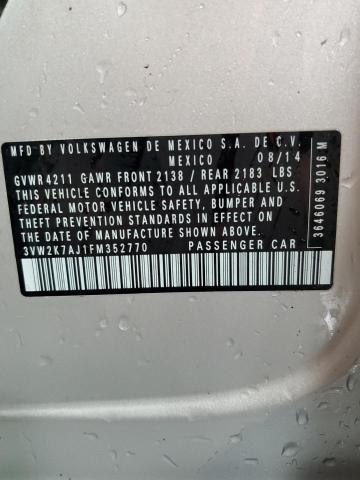 MFD BY VOLKSWAGEN DE MEXICO S.A. DE C.V.
MEXICO 08/14
GVWR 4211 GAWR FRONT 2138 / REAR 2183 LBS
THIS VEHICLE CONFORMS TO ALL APPLICABLE U.S.
FEDERAL MOTOR VEHICLE SAFETY, BUMPER AND
THEFT PREVENTION STANDARDS IN EFFECT ON
THE DATE OF MANUFACTURE SHOWN ABOVE.
3VW2K7AJ1FM352770 PASSENGER CAR
3646069 3016 M